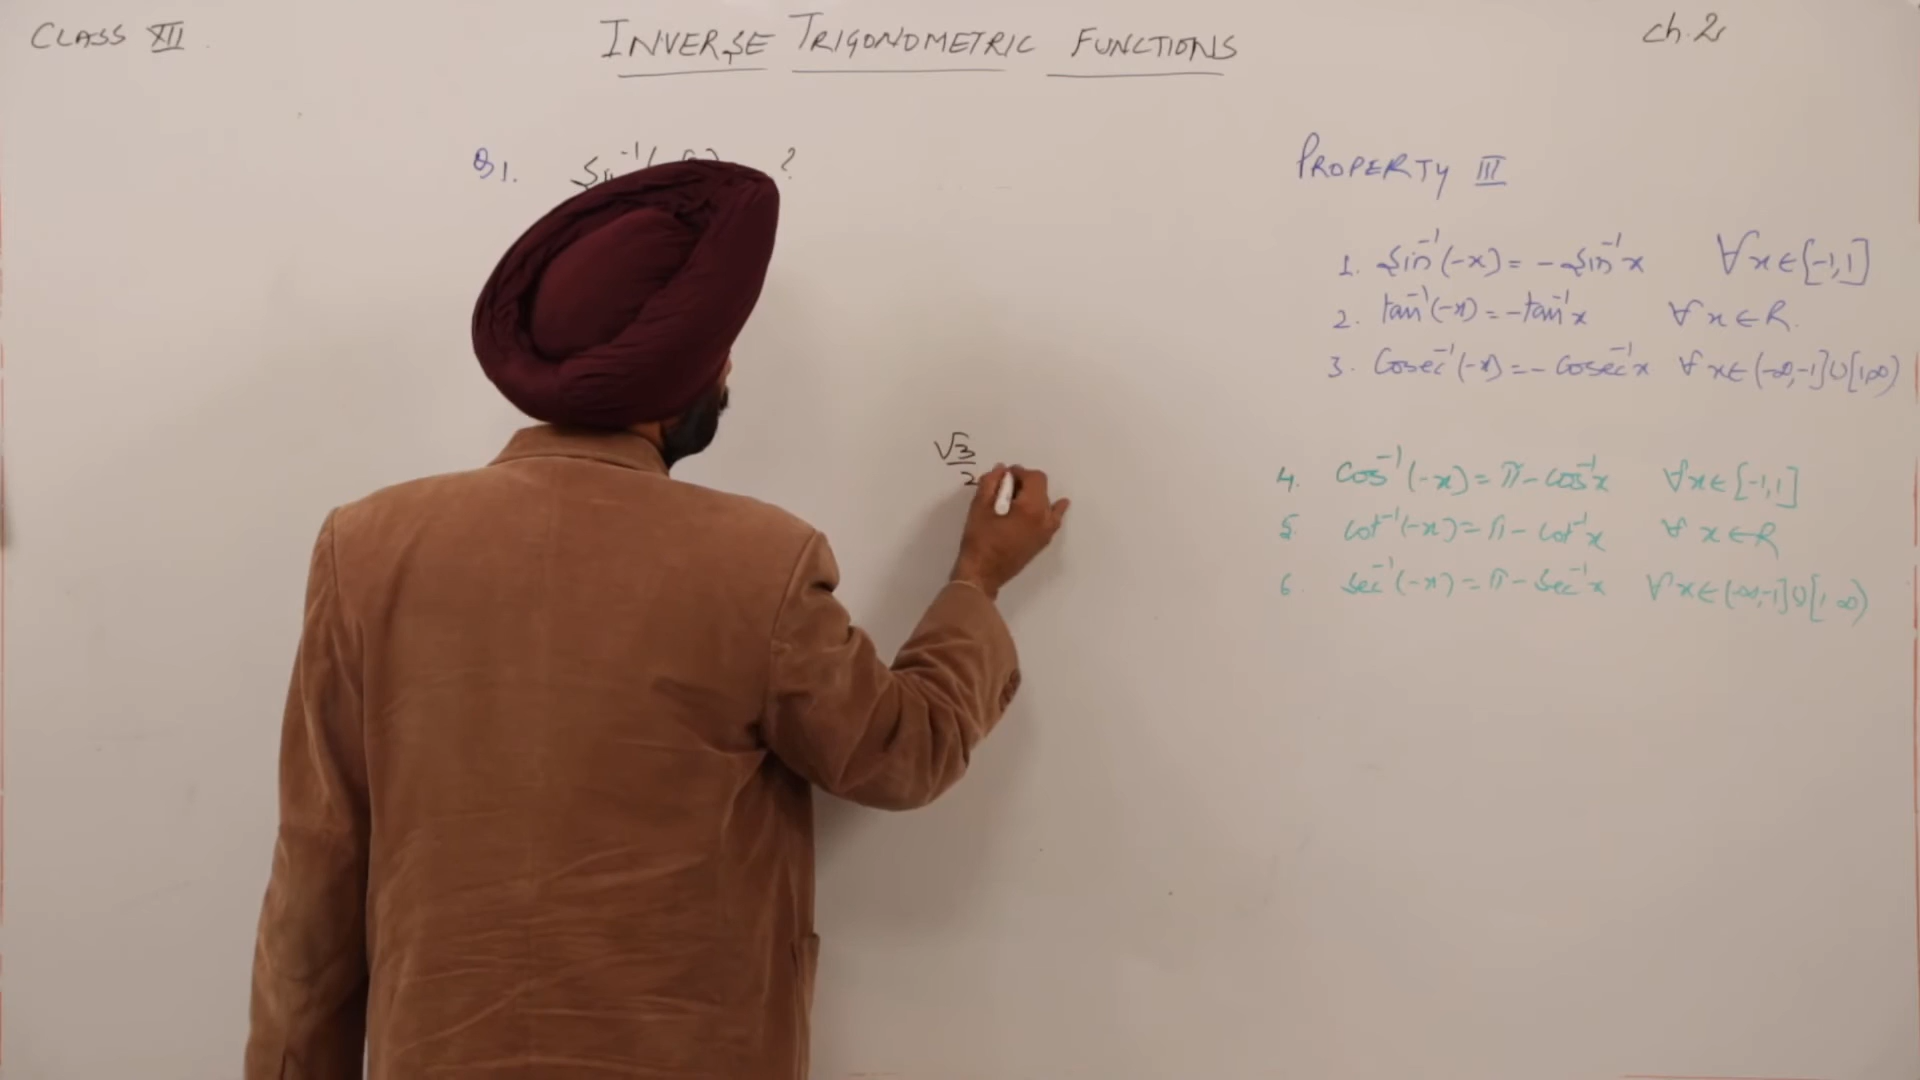 CLASS XII
INVERSE TRIGONOMETRIC FUNCTIONS
Ch. 2
Q1. ?
√3/2
PROPERTY III
1. Sin⁻¹(-x) = - Sin⁻¹x ∀ x ∈ [-1,1]
2. tan⁻¹(-x) = - tan⁻¹x ∀ x ∈ R.
3. Cosec⁻¹(-x) = - Cosec⁻¹x ∀ x ∈ (-∞,-1] ∪ [1,∞)
4. Cos⁻¹(-x) = π - Cos⁻¹x ∀ x ∈ [-1,1]
5. Cot⁻¹(-x) = π - Cot⁻¹x ∀ x ∈ R
6. Sec⁻¹(-x) = π - Sec⁻¹x ∀ x ∈ (-∞,-1] ∪ [1,∞)